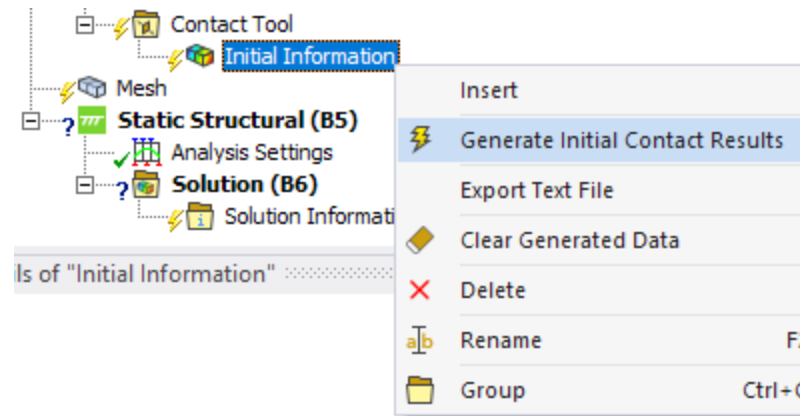 Contact Tool
Initial Information
Mesh
Static Structural (B5)
Analysis Settings
Solution (B6)
Solution Informati
ls of "Initial Information"
Insert
Generate Initial Contact Results
Export Text File
Clear Generated Data
Delete
Rename F
Group Ctrl+